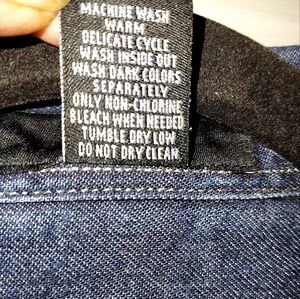 MACHINE WASH
WARM
DELICATE CYCLE
WASH INSIDE OUT
WASH DARK COLORS
SEPARATELY
ONLY NON-CHLORINE
BLEACH WHEN NEEDED
TUMBLE DRY LOW
DO NOT DRY CLEAN